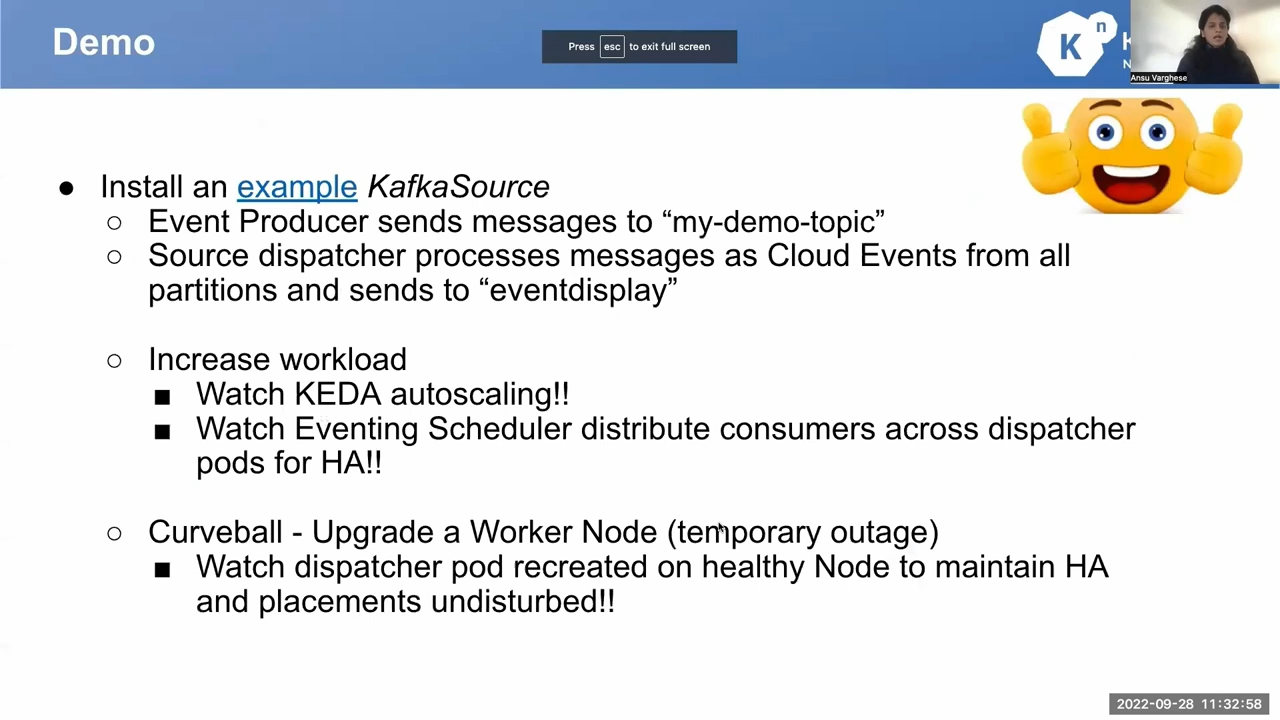 Demo
Press esc to exit full screen
K n
K
N
Ansu Varghese
● Install an example KafkaSource
○ Event Producer sends messages to “my-demo-topic”
○ Source dispatcher processes messages as Cloud Events from all
partitions and sends to “eventdisplay”
○ Increase workload
■ Watch KEDA autoscaling!!
■ Watch Eventing Scheduler distribute consumers across dispatcher
pods for HA!!
○ Curveball - Upgrade a Worker Node (temporary outage)
■ Watch dispatcher pod recreated on healthy Node to maintain HA
and placements undisturbed!!
2022-09-28 11:32:58